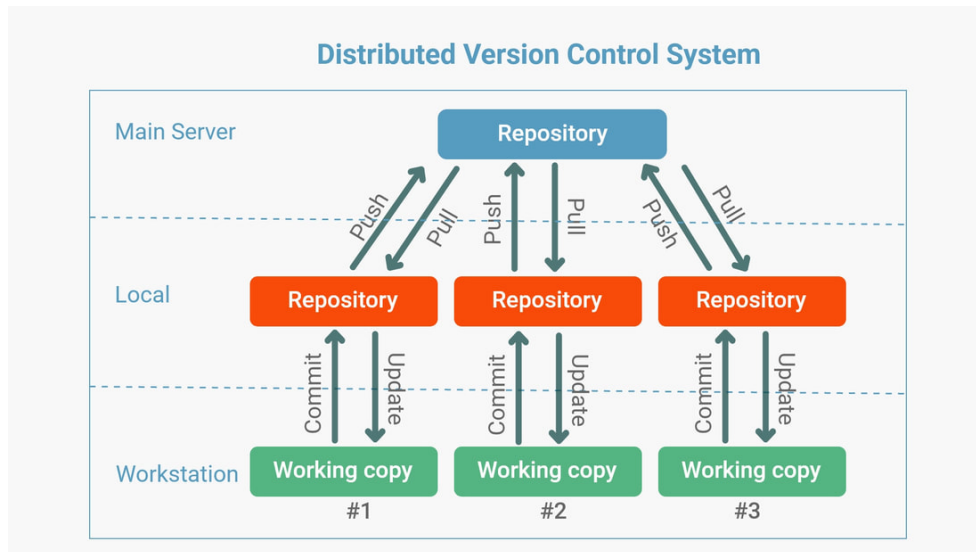 Distributed Version Control System
Main Server
Repository
Push
Pull
Push
Pull
Push
Pull
Local
Repository
Repository
Repository
Commit
Update
Commit
Update
Commit
Update
Workstation
Working copy
Working copy
Working copy
#1
#2
#3